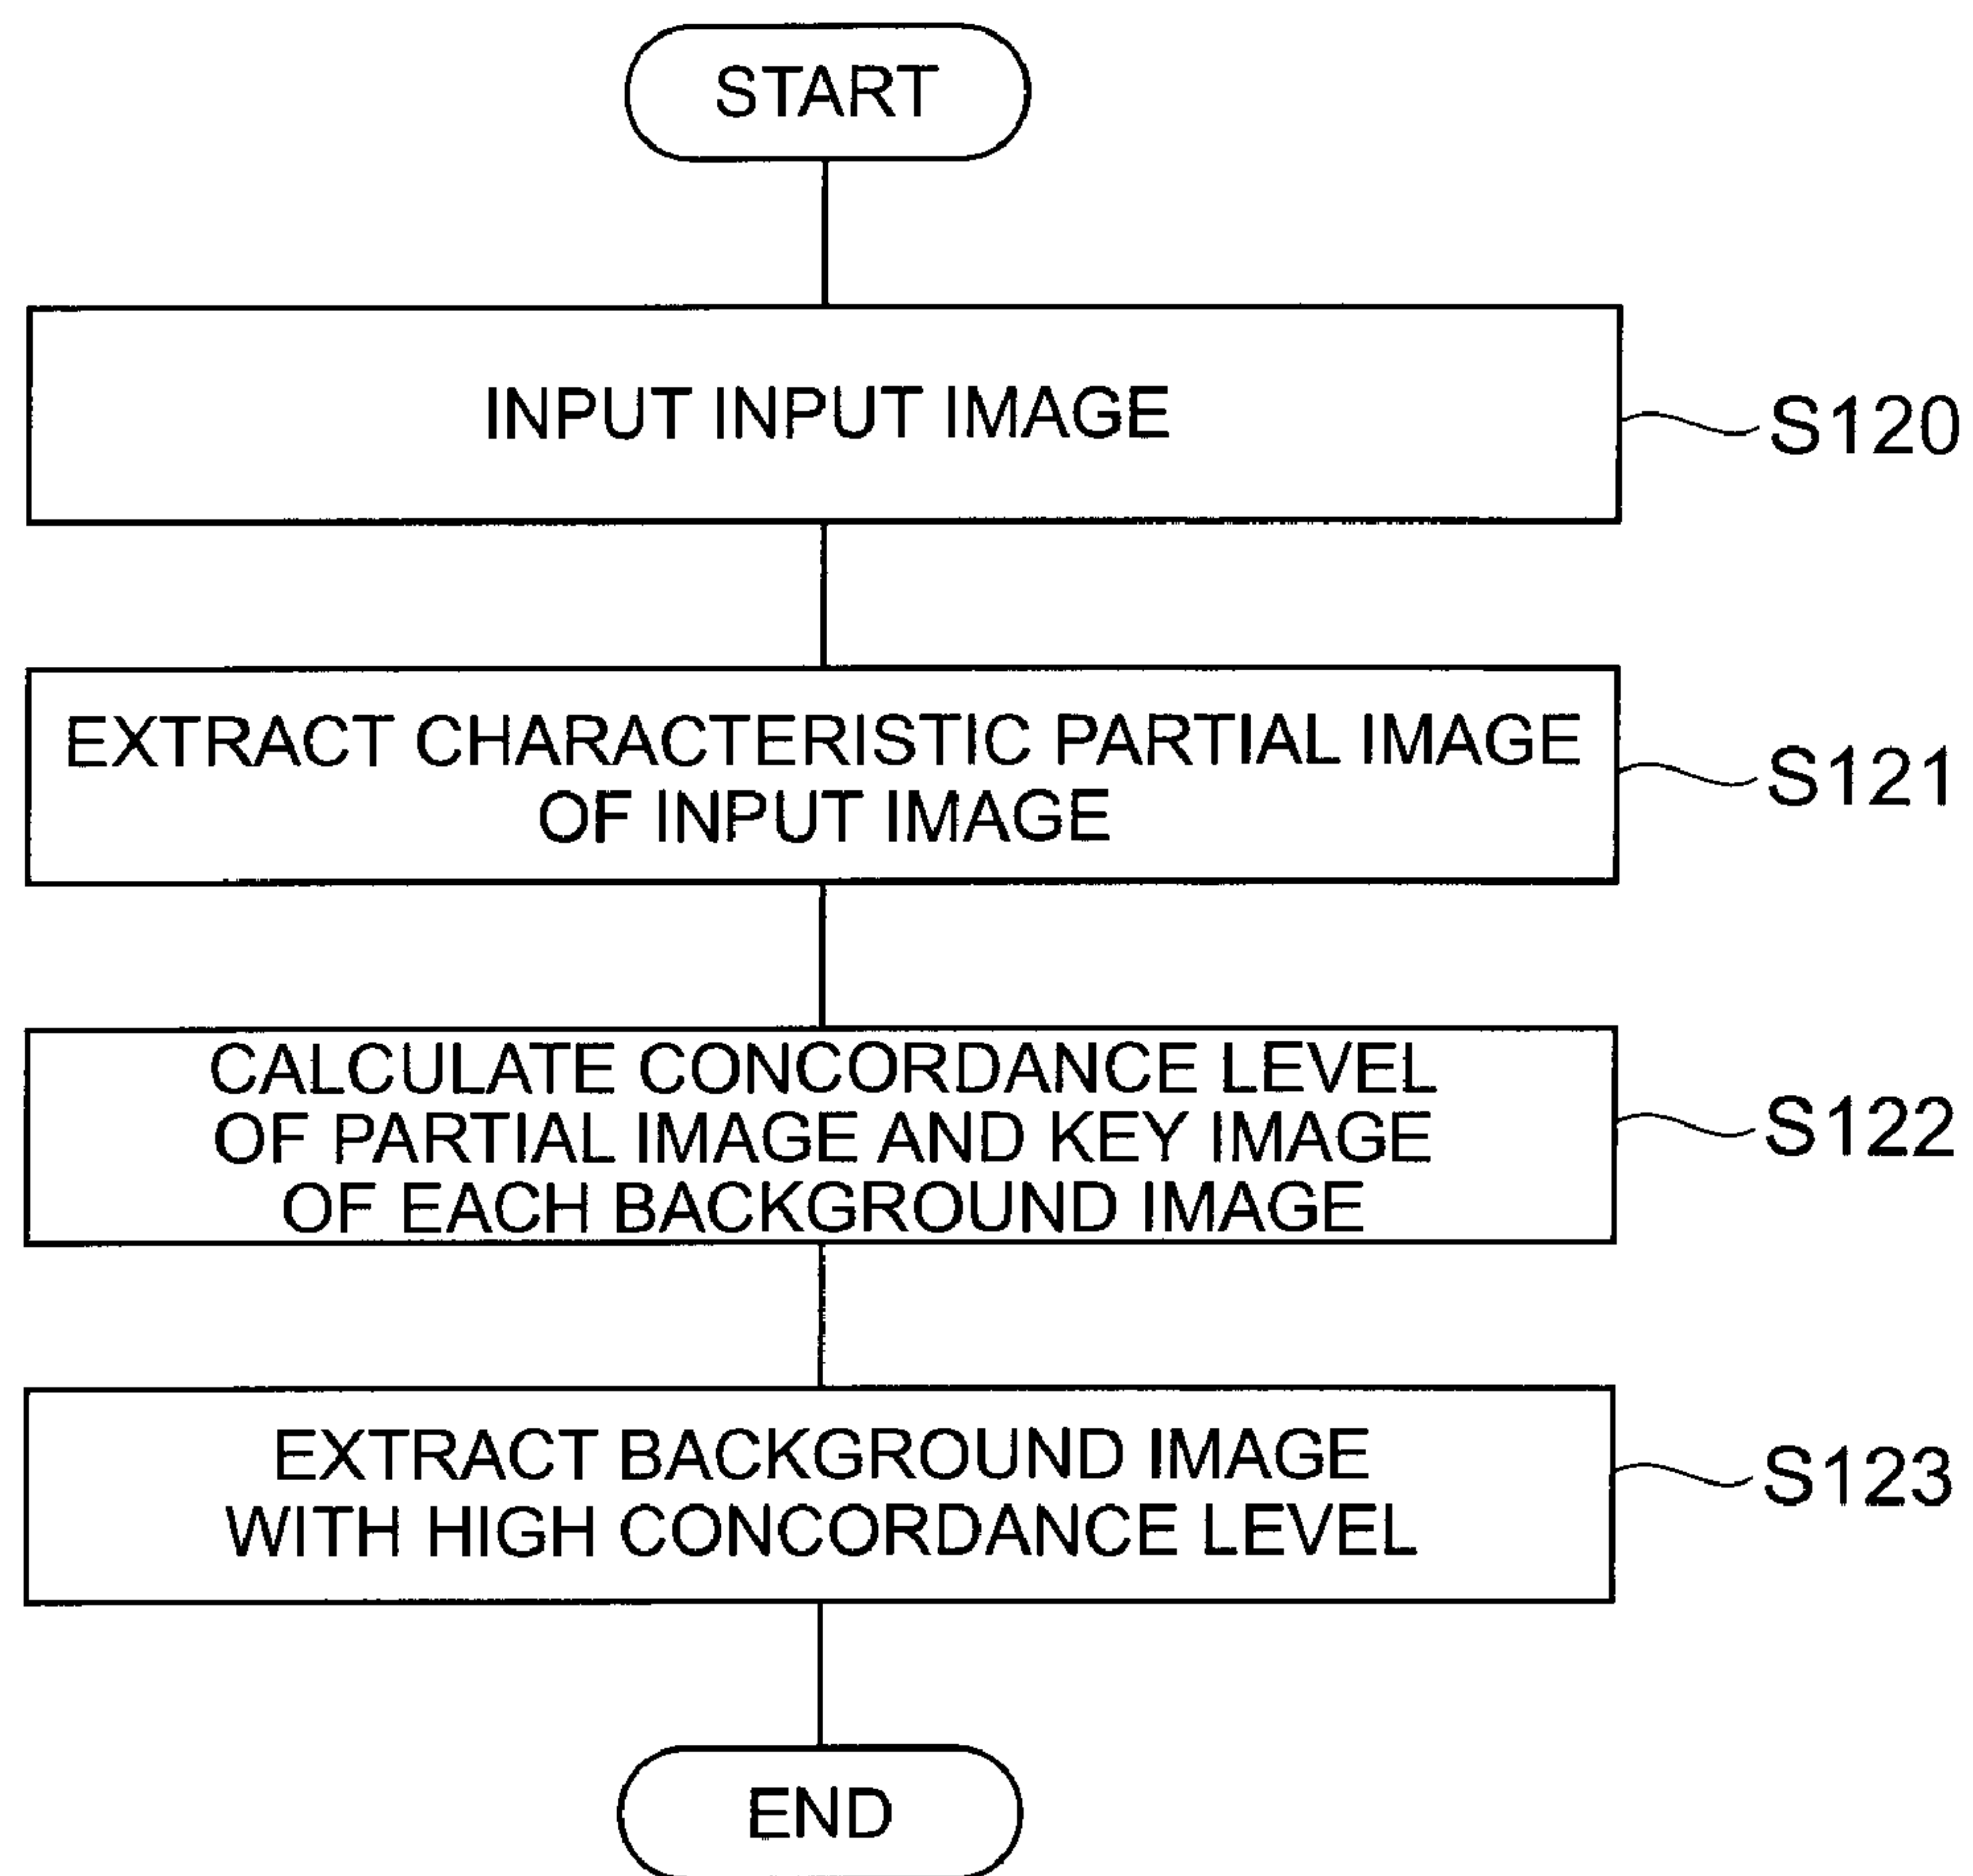 START
INPUT INPUT IMAGE
S120
EXTRACT CHARACTERISTIC PARTIAL IMAGE
OF INPUT IMAGE
S121
CALCULATE CONCORDANCE LEVEL
OF PARTIAL IMAGE AND KEY IMAGE
OF EACH BACKGROUND IMAGE
S122
EXTRACT BACKGROUND IMAGE
WITH HIGH CONCORDANCE LEVEL
S123
END